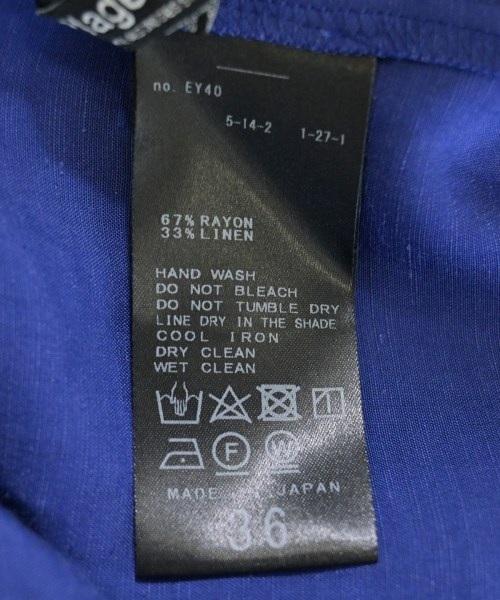 no. EY40
5-14-2 1-27-1
67% RAYON
33% LINEN
HAND WASH
DO NOT BLEACH
DO NOT TUMBLE DRY
LINE DRY IN THE SHADE
COOL IRON
DRY CLEAN
WET CLEAN
F W
MADE JAPAN
36